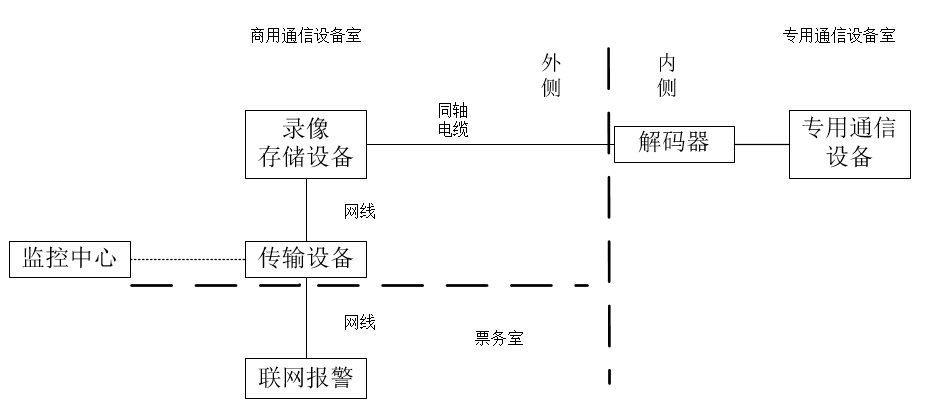 商用通信设备室
专用通信设备室
外
侧
内
侧
同轴
电缆
录像
存储设备
解码器
专用通信
设备
网线
监控中心
传输设备
网线
票务室
联网报警